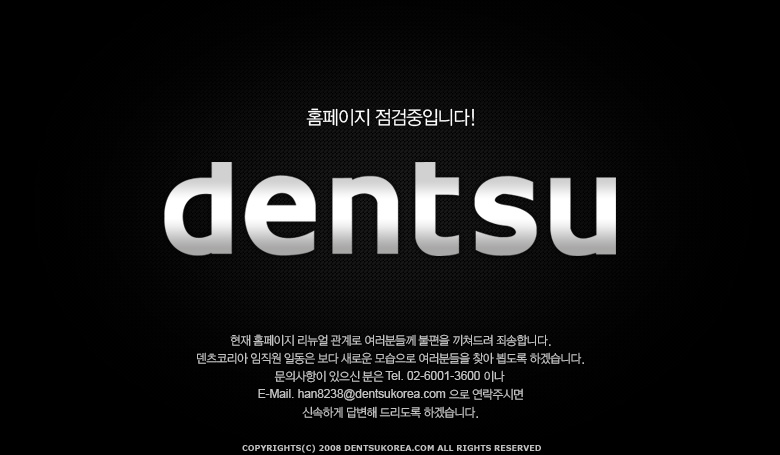 홈페이지 점검중입니다!
dentsu
현재 홈페이지 리뉴얼 관계로 여러분들께 불편을 끼쳐드려 죄송합니다.
덴츠코리아 임직원 일동은 보다 새로운 모습으로 여러분들을 찾아 뵙도록 하겠습니다.
문의사항이 있으신 분은 Tel. 02-6001-3600 이나
E-Mail. han8238@dentsukorea.com 으로 연락주시면
신속하게 답변해 드리도록 하겠습니다.
COPYRIGHTS(C) 2008 DENTSUKOREA.COM ALL RIGHTS RESERVED